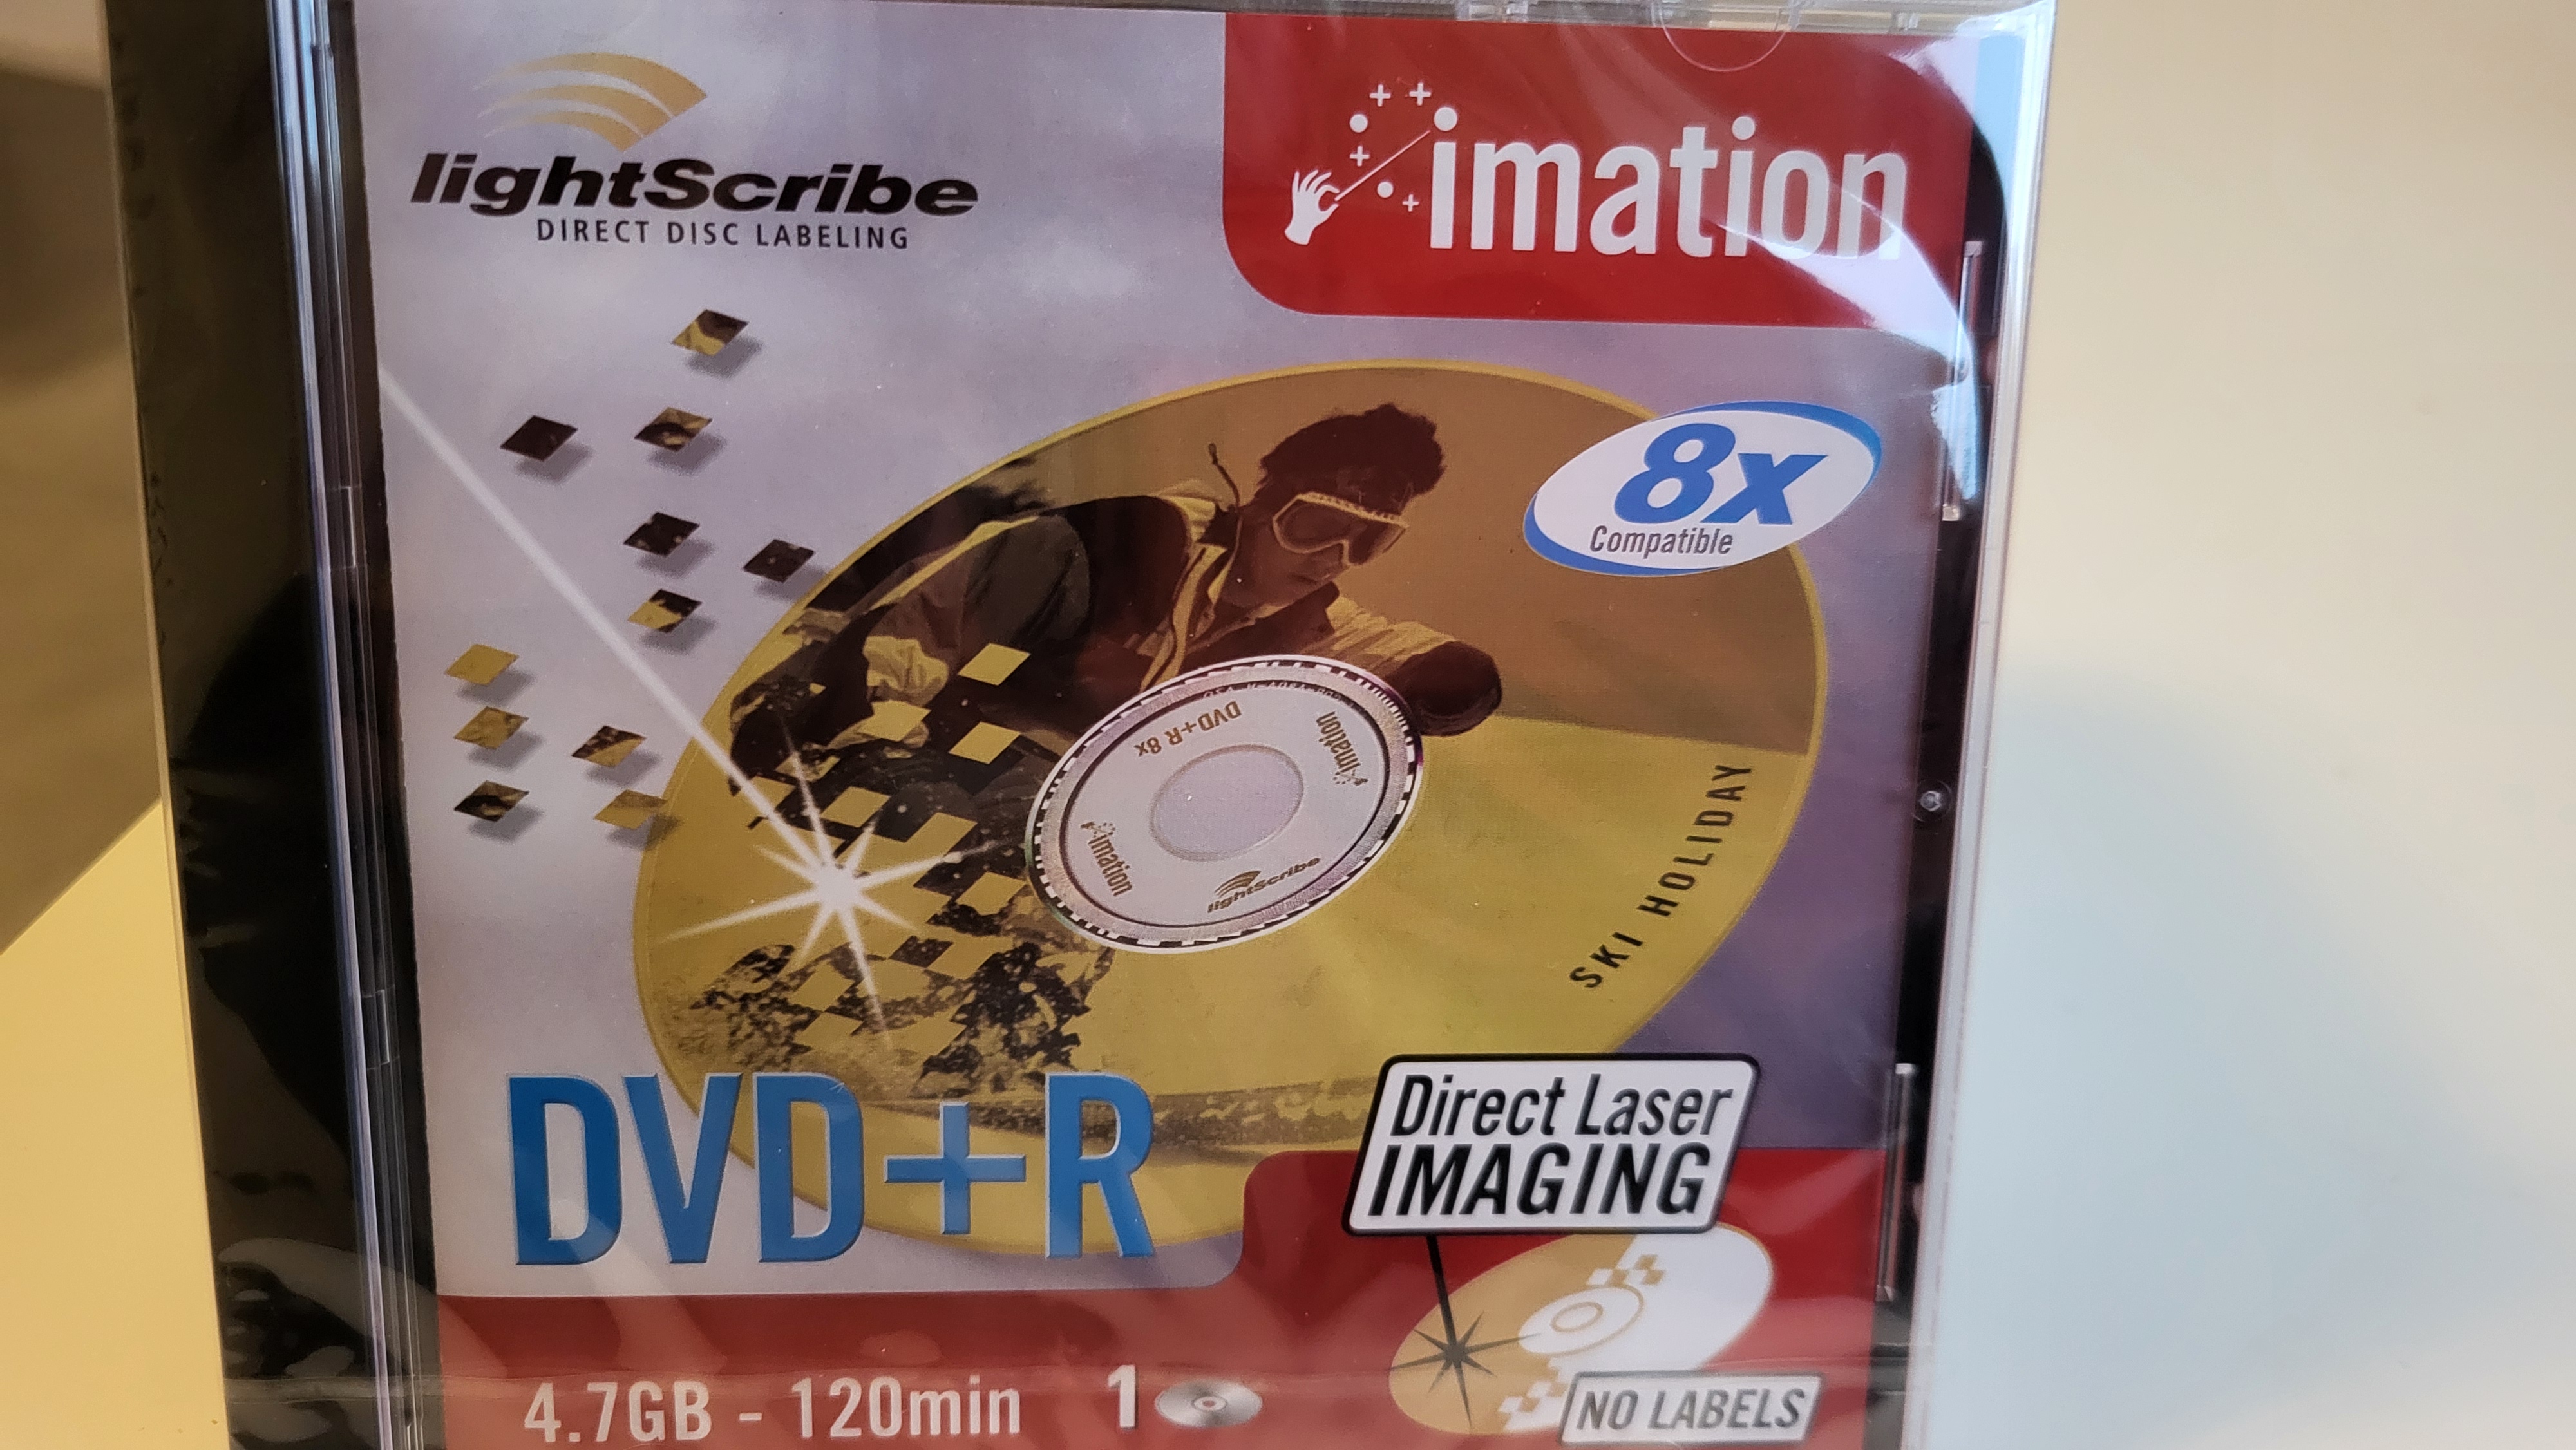 lightScribe
DIRECT DISC LABELING
imation
8x
Compatible
DVD+R 8x
imation
imation
lightScribe
SKI HOLIDAY
DVD+R
Direct Laser
IMAGING
4.7GB - 120min 1
NO LABELS